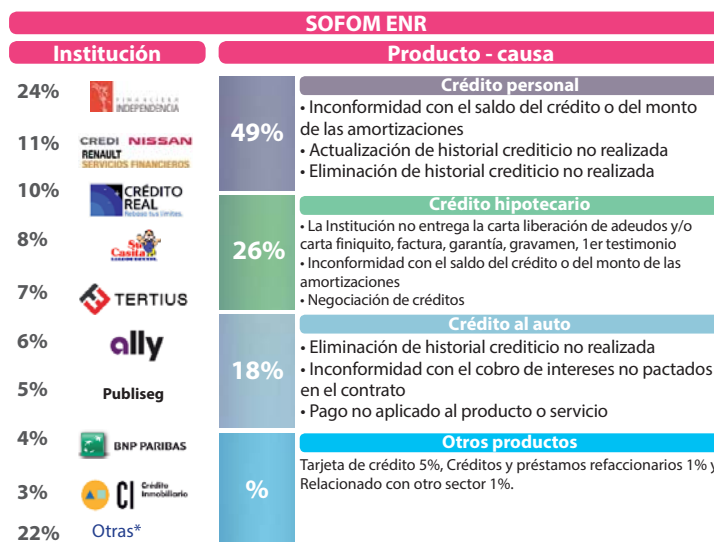 SOFOM ENR
Institución
24%
FINANCIERA
INDEPENDENCIA
11%
CREDI NISSAN
RENAULT
SERVICIOS FINANCIEROS
10%
CRÉDITO
REAL
Rebasa tus límites.
8%
Su
Casita
7%
TERTIUS
6%
ally
5%
Publiseg
4%
BNP PARIBAS
3%
CI Crédito
Inmobiliario
22%
Otras*
Producto - causa
49%
Crédito personal
• Inconformidad con el saldo del crédito o del monto
de las amortizaciones
• Actualización de historial crediticio no realizada
• Eliminación de historial crediticio no realizada
26%
Crédito hipotecario
• La Institución no entrega la carta liberación de adeudos y/o
carta finiquito, factura, garantía, gravamen, 1er testimonio
• Inconformidad con el saldo del crédito o del monto de las
amortizaciones
• Negociación de créditos
18%
Crédito al auto
• Eliminación de historial crediticio no realizada
• Inconformidad con el cobro de intereses no pactados
en el contrato
• Pago no aplicado al producto o servicio
%
Otros productos
Tarjeta de crédito 5%, Créditos y préstamos refaccionarios 1% y
Relacionado con otro sector 1%.